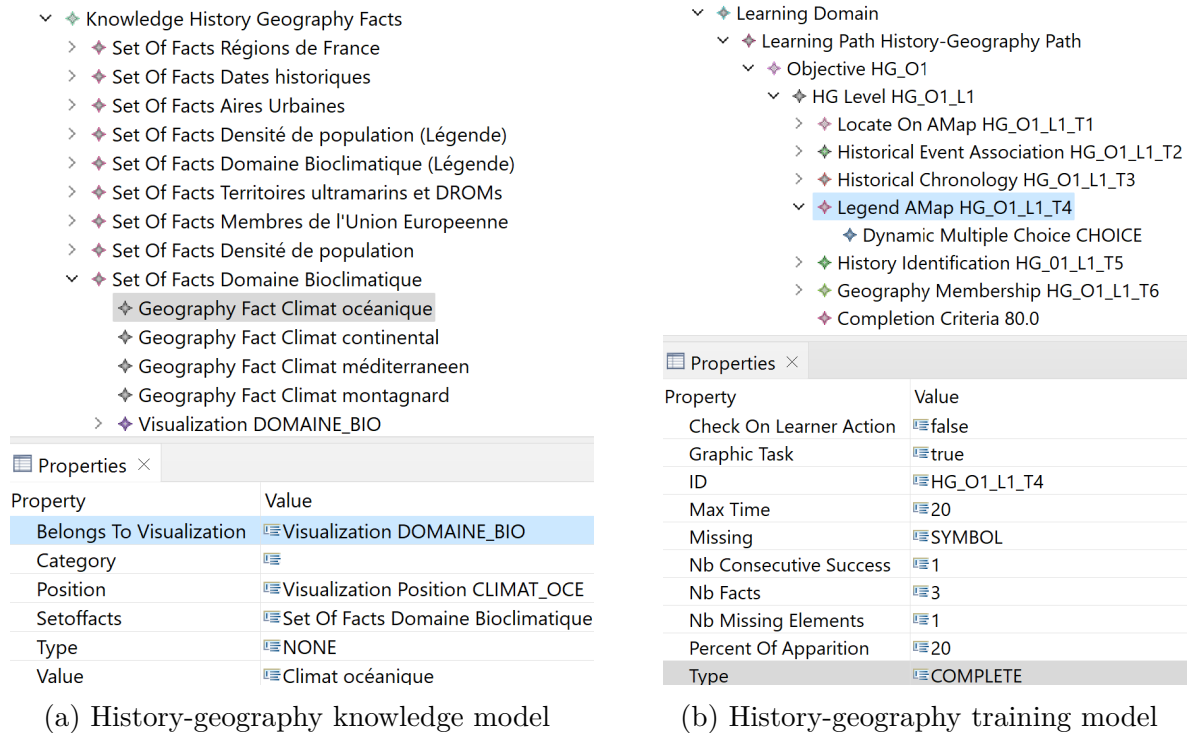 Knowledge History Geography Facts
Set Of Facts Régions de France
Set Of Facts Dates historiques
Set Of Facts Aires Urbaines
Set Of Facts Densité de population (Légende)
Set Of Facts Domaine Bioclimatique (Légende)
Set Of Facts Territoires ultramarins et DROMs
Set Of Facts Membres de l'Union Europeenne
Set Of Facts Densité de population
Set Of Facts Domaine Bioclimatique
Geography Fact Climat océanique
Geography Fact Climat continental
Geography Fact Climat méditerraneen
Geography Fact Climat montagnard
Visualization DOMAINE_BIO
Properties
Property Value
Belongs To Visualization Visualization DOMAINE_BIO
Category
Position Visualization Position CLIMAT_OCE
Setoffacts Set Of Facts Domaine Bioclimatique
Type NONE
Value Climat océanique
(a) History-geography knowledge model
Learning Domain
Learning Path History-Geography Path
Objective HG_O1
HG Level HG_O1_L1
Locate On AMap HG_O1_L1_T1
Historical Event Association HG_O1_L1_T2
Historical Chronology HG_O1_L1_T3
Legend AMap HG_O1_L1_T4
Dynamic Multiple Choice CHOICE
History Identification HG_01_L1_T5
Geography Membership HG_O1_L1_T6
Completion Criteria 80.0
Properties
Property Value
Check On Learner Action false
Graphic Task true
ID HG_O1_L1_T4
Max Time 20
Missing SYMBOL
Nb Consecutive Success 1
Nb Facts 3
Nb Missing Elements 1
Percent Of Apparition 20
Type COMPLETE
(b) History-geography training model